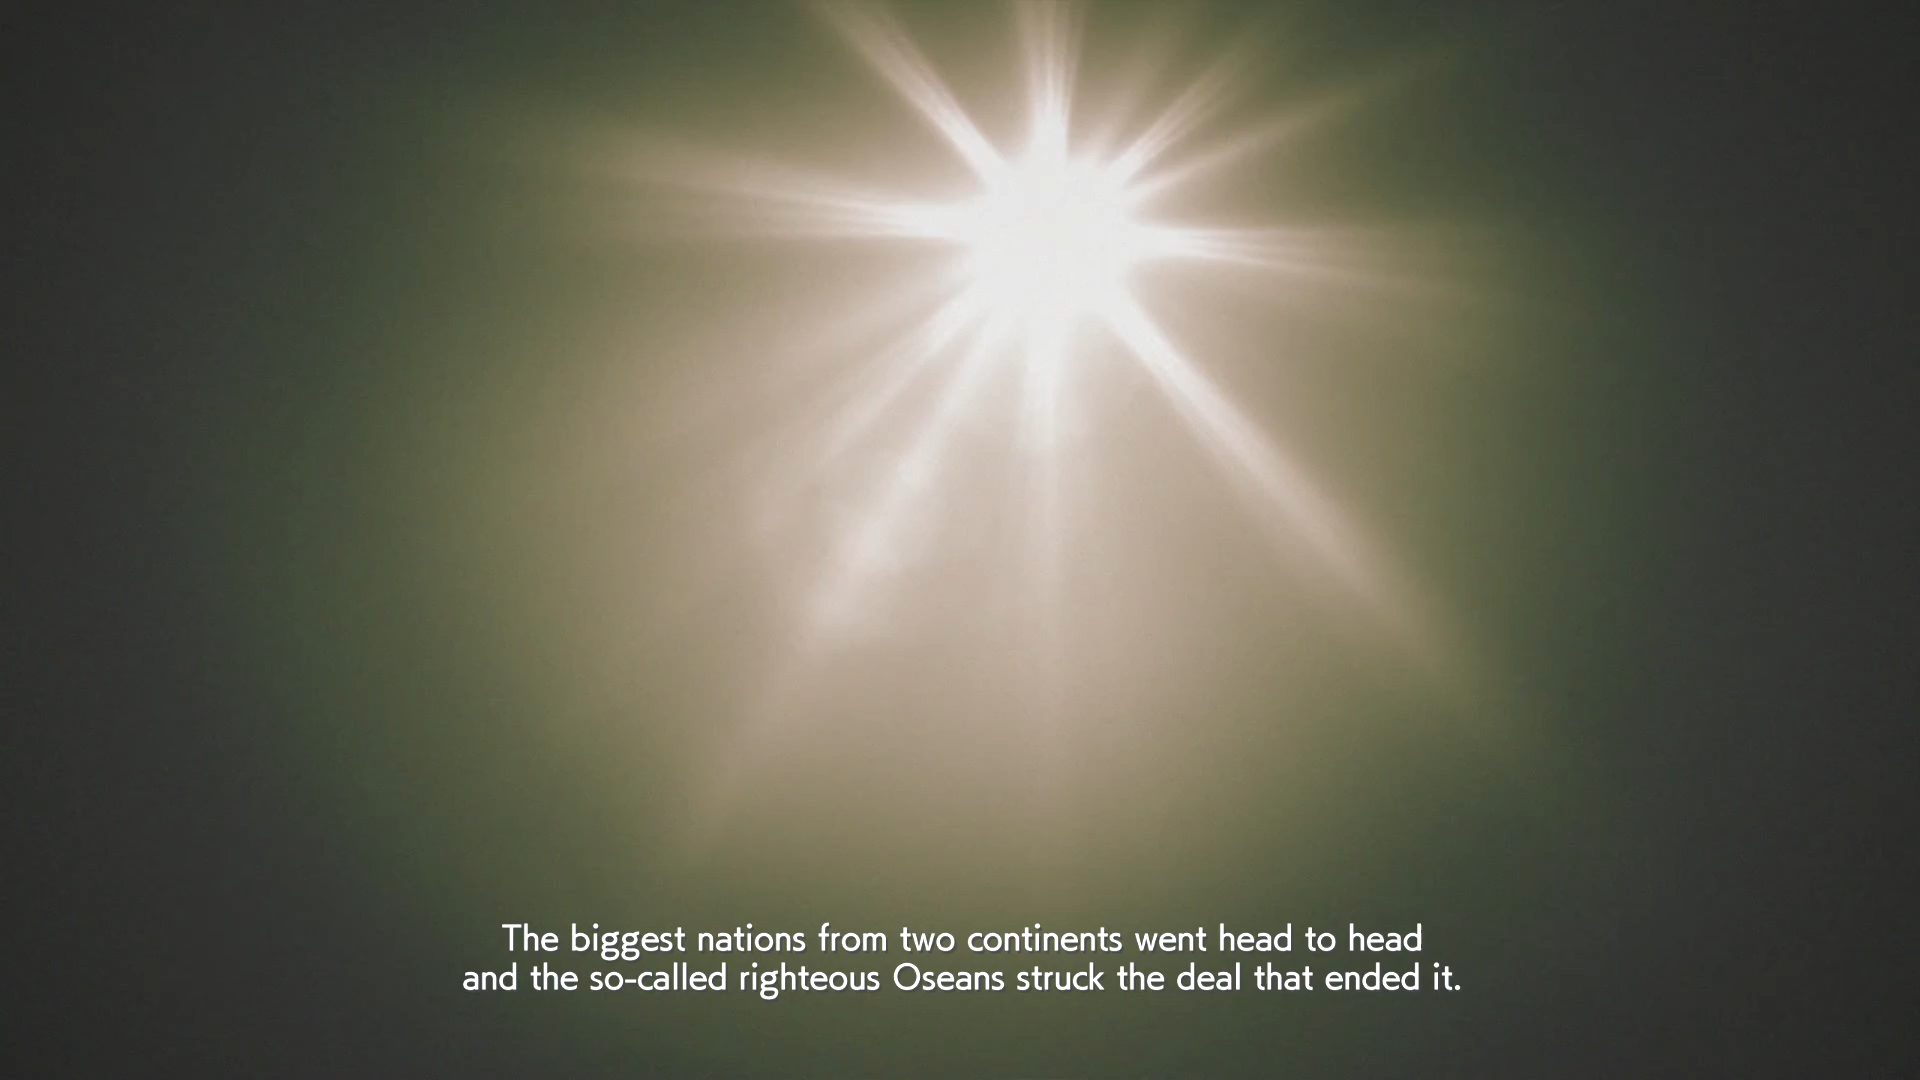 The biggest nations from two continents went head to head
and the so-called righteous Oseans struck the deal that ended it.